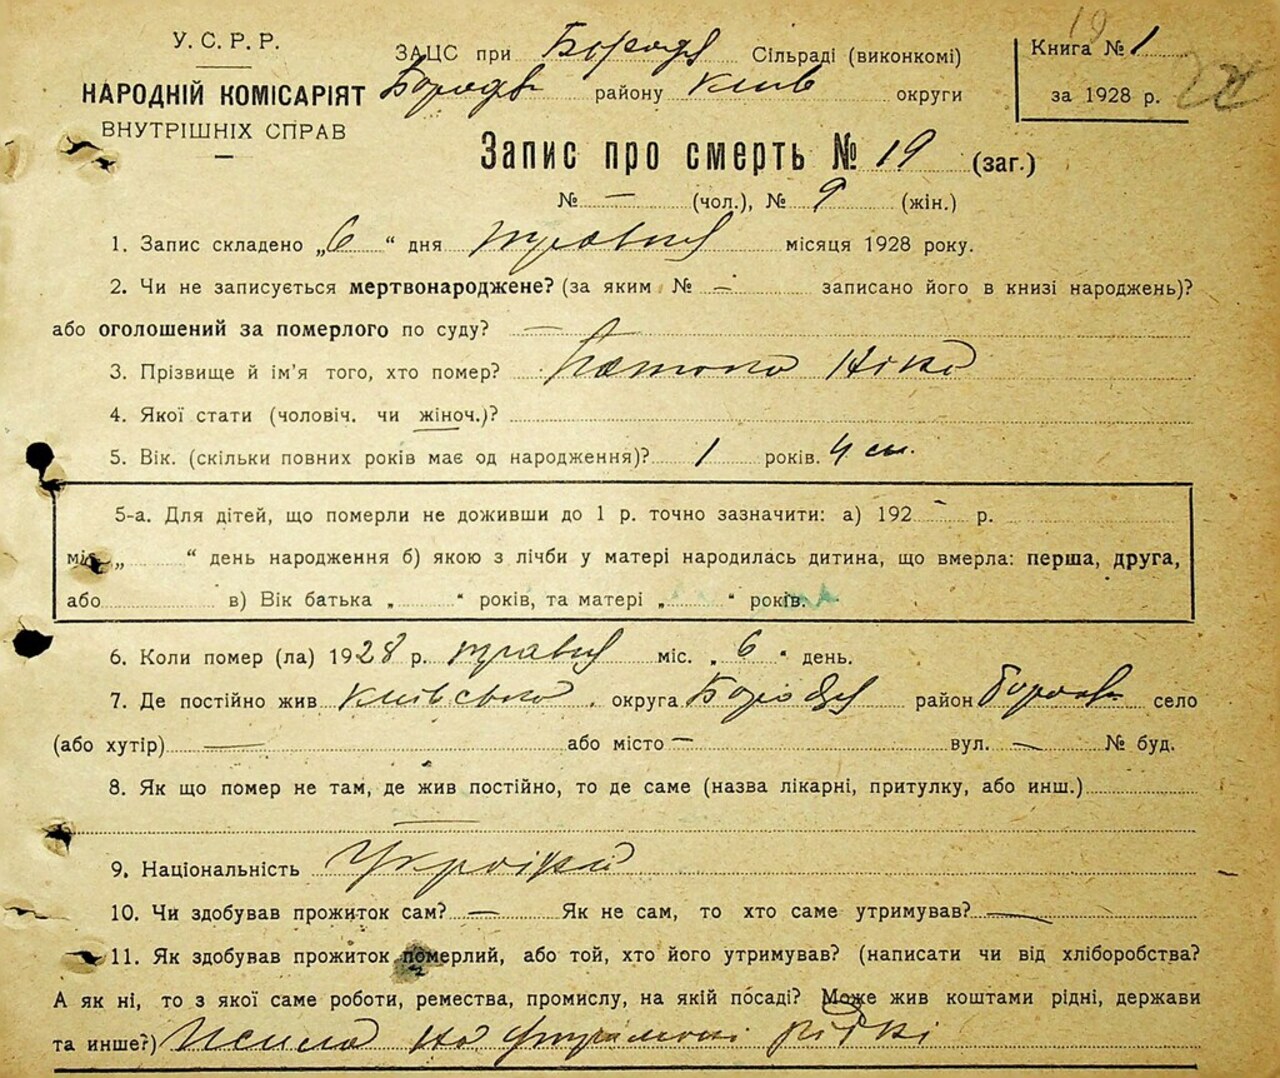 У. С. Р. Р.
НАРОДНІЙ КОМІСАРІЯТ
ВНУТРІШНІХ СПРАВ
ЗАЦС при Сільраді (виконкомі)
району Київ округи
Книга № 1
за 1928 р.
19
Запис про смерть № 19 (заг.)
№ — (чол.), № 9 (жін.)
1. Запис складено „6“ дня травня місяця 1928 року.
2. Чи не записується мертвонароджене? (за яким № — записано його в книзі народжень)?
або оголошений за померлого по суду? —
3. Прізвище й ім'я того, хто помер?
4. Якої стати (чоловіч. чи жіноч.)?
5. Вік. (скільки повних років має од народження)? 1 років. 4 см.
5-а. Для дітей, що померли не доживши до 1 р. точно зазначити: а) 192 — р.
міс. „ “ день народження б) якою з лічби у матері народилась дитина, що вмерла: перша, друга,
або в) Вік батька „ “ років, та матері „ “ років.
6. Коли помер (ла) 1928 р. травня міс. „ 6 “ день.
7. Де постійно жив Київсько округа район село
(або хутір) — або місто — вул. — № буд.
8. Як що помер не там, де жив постійно, то де саме (назва лікарні, притулку, або инш.)
—
9. Національність
10. Чи здобував прожиток сам? — Як не сам, то хто саме утримував? —
11. Як здобував прожиток померлий, або той, хто його утримував? (написати чи від хліборобства?
А як ні, то з якої саме роботи, ремества, промислу, на якій посаді? Може жив коштами рідні, держави
та инше?) на